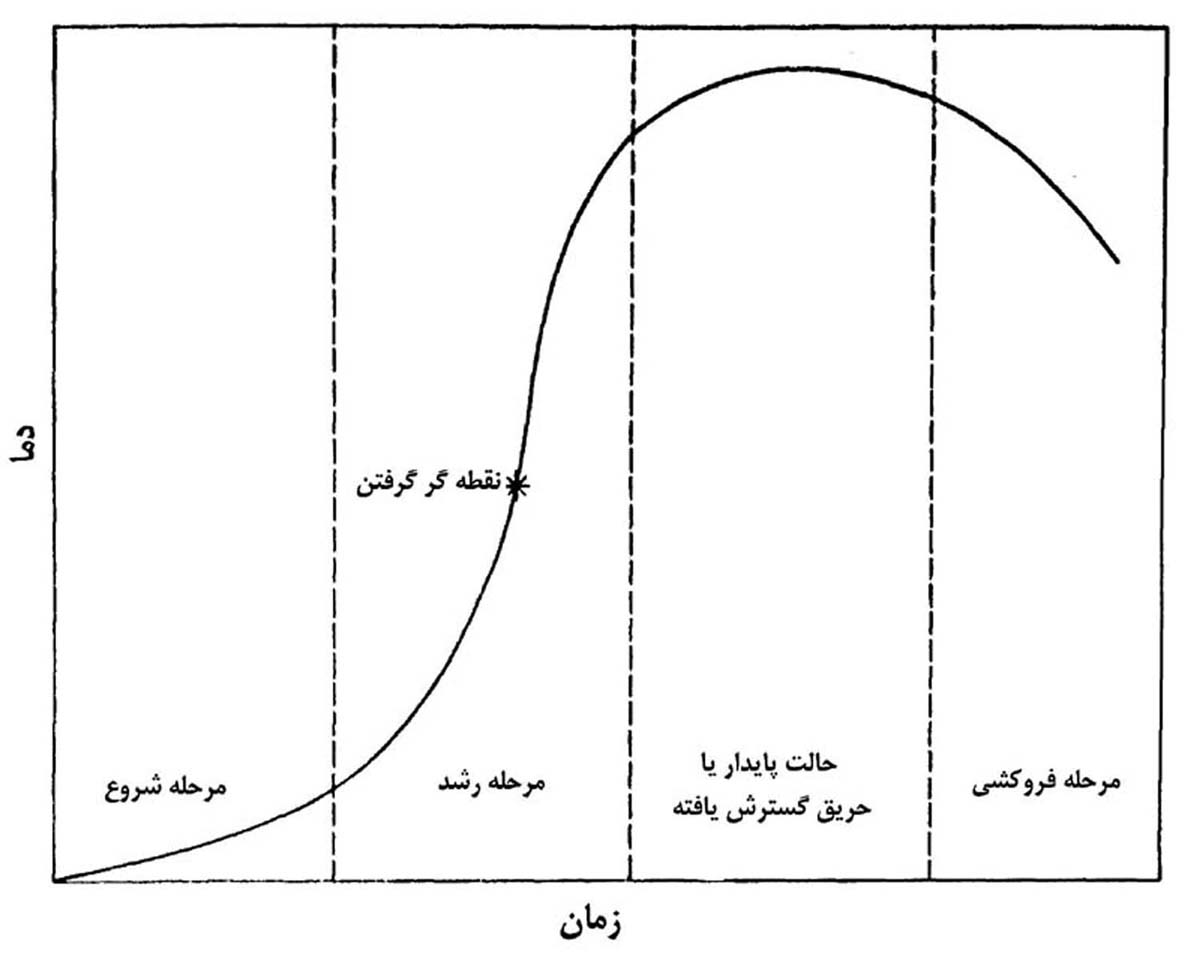 دما
نقطه گر گرفتن
مرحله شروع
مرحله رشد
حالت پایدار یا
حریق گسترش یافته
مرحله فروکشی
زمان